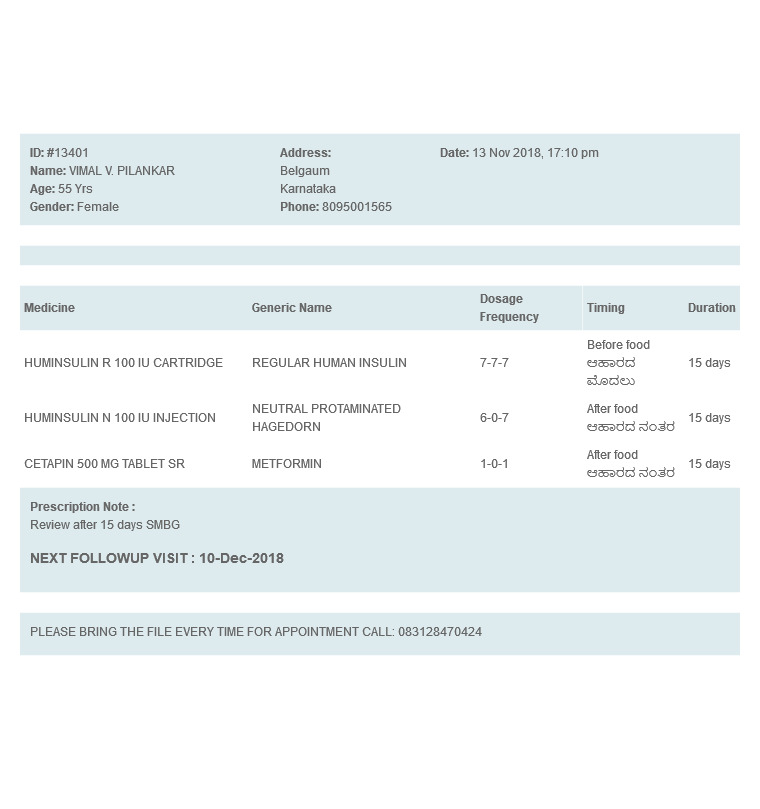 ID: #13401
Name: VIMAL V. PILANKAR
Age: 55 Yrs
Gender: Female
Address:
Belgaum
Karnataka
Phone: 8095001565
Date: 13 Nov 2018, 17:10 pm
Medicine Generic Name Dosage Frequency Timing Duration
HUMINSULIN R 100 IU CARTRIDGE REGULAR HUMAN INSULIN 7-7-7 Before food ಆಹಾರದ ಮೊದಲು 15 days
HUMINSULIN N 100 IU INJECTION NEUTRAL PROTAMINATED HAGEDORN 6-0-7 After food ಆಹಾರದ ನಂತರ 15 days
CETAPIN 500 MG TABLET SR METFORMIN 1-0-1 After food ಆಹಾರದ ನಂತರ 15 days
Prescription Note :
Review after 15 days SMBG
NEXT FOLLOWUP VISIT : 10-Dec-2018
PLEASE BRING THE FILE EVERY TIME FOR APPOINTMENT CALL: 083128470424